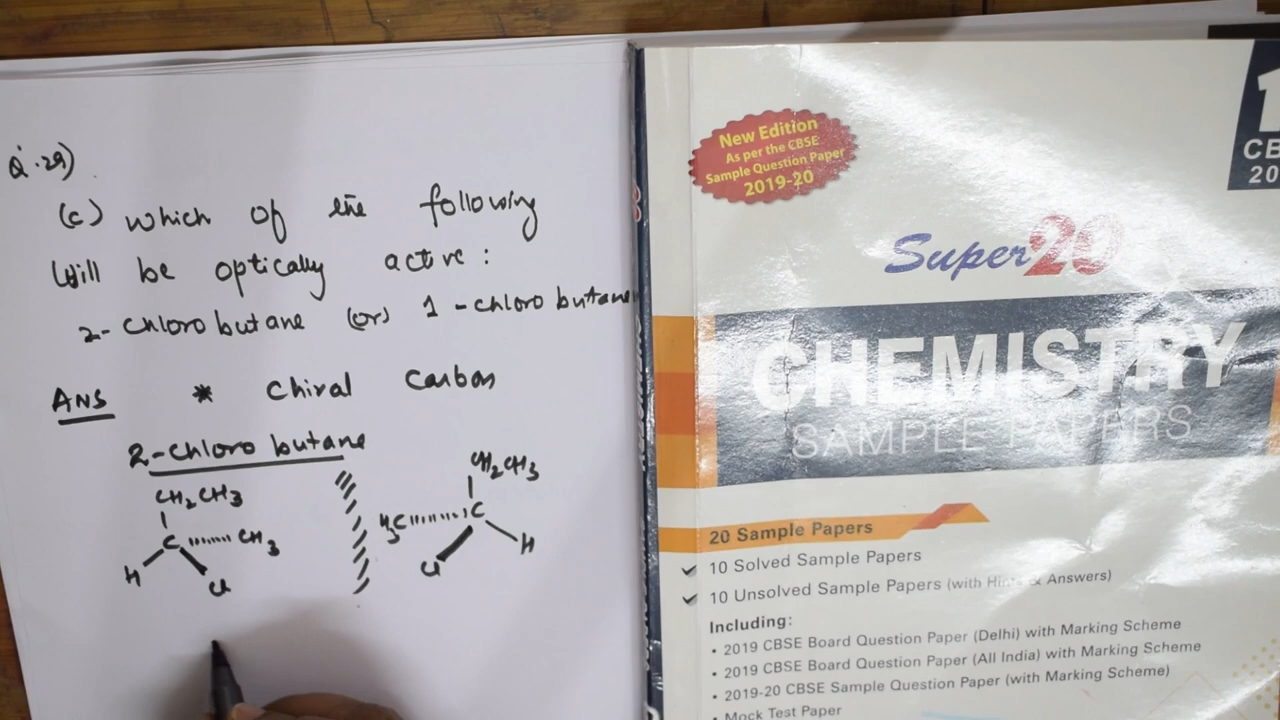 Q.29)
(c) which of the following
Will be optically active:
2-chlorobutane (or) 1-chlorobutane
ANS * Chiral Carbon
2-chlorobutane
CH2CH3
C CH3
H
Cl
CH2CH3
H3C C
H
Cl
New Edition
As per the CBSE
Sample Question Paper
2019-20
CB
20
Super20
CHEMISTRY
SAMPLE PAPERS
20 Sample Papers
✓ 10 Solved Sample Papers
✓ 10 Unsolved Sample Papers (with Hints & Answers)
Including:
• 2019 CBSE Board Question Paper (Delhi) with Marking Scheme
• 2019 CBSE Board Question Paper (All India) with Marking Scheme
• 2019-20 CBSE Sample Question Paper (with Marking Scheme)
• Mock Test Paper